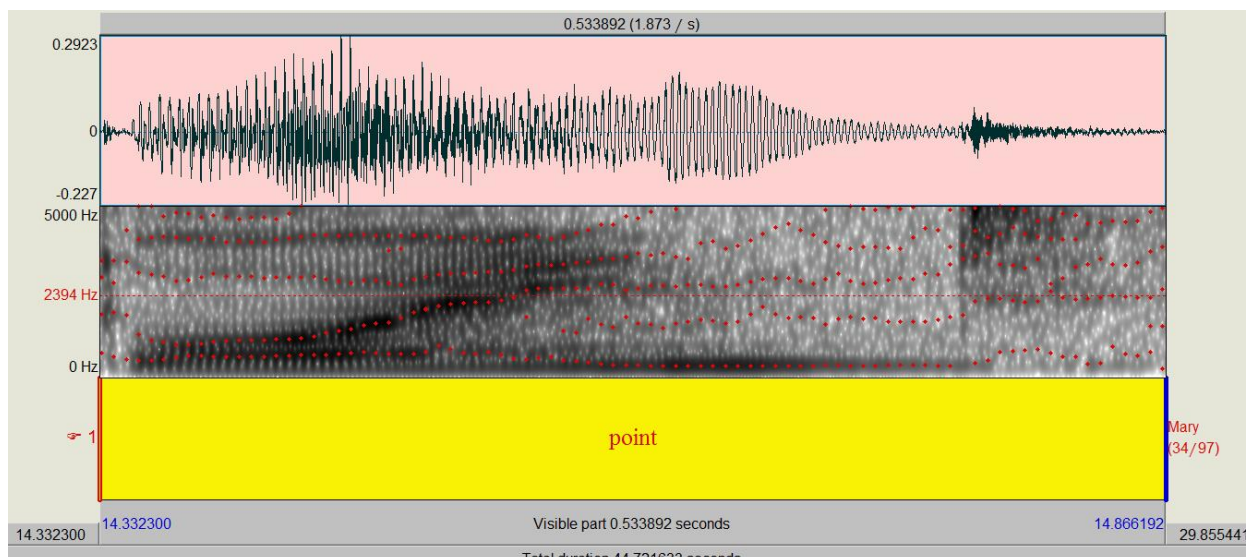 0.533892 (1.873 / s)
0.2923
0
-0.227
5000 Hz
2394 Hz
0 Hz
☞ 1
point
Mary
(34/97)
14.332300
Visible part 0.533892 seconds
14.866192
14.332300
29.855441